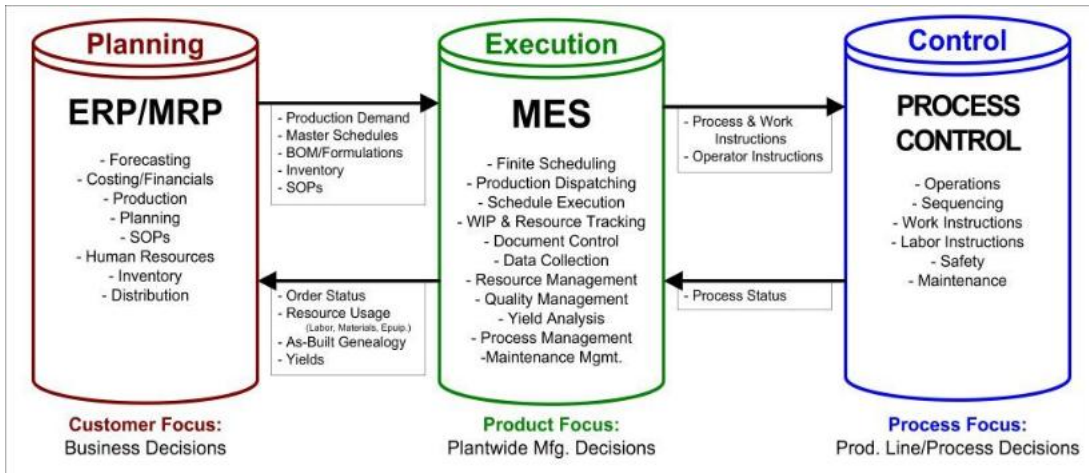 Planning
ERP/MRP
- Forecasting
- Costing/Financials
- Production
- Planning
- SOPs
- Human Resources
- Inventory
- Distribution
Customer Focus:
Business Decisions
- Production Demand
- Master Schedules
- BOM/Formulations
- Inventory
- SOPs
- Order Status
- Resource Usage
(Labor, Materials, Epuip.)
- As-Built Genealogy
- Yields
Execution
MES
- Finite Scheduling
- Production Dispatching
- Schedule Execution
- WIP & Resource Tracking
- Document Control
- Data Collection
- Resource Management
- Quality Management
- Yield Analysis
- Process Management
-Maintenance Mgmt.
Product Focus:
Plantwide Mfg. Decisions
- Process & Work
Instructions
- Operator Instructions
- Process Status
Control
PROCESS
CONTROL
- Operations
- Sequencing
- Work Instructions
- Labor Instructions
- Safety
- Maintenance
Process Focus:
Prod. Line/Process Decisions